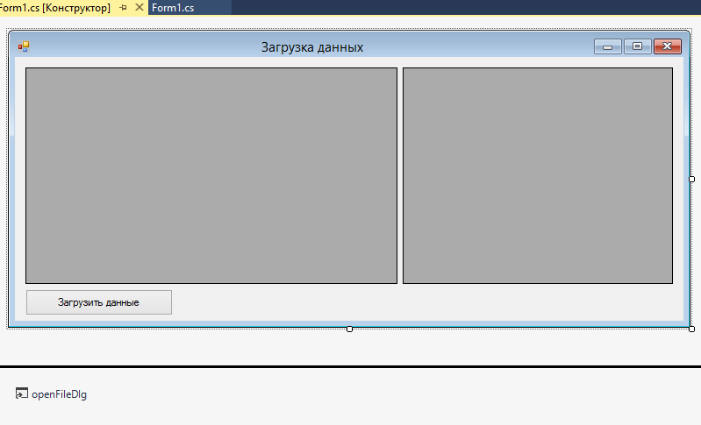 Form1.cs [Конструктор] Form1.cs
Загрузка данных
Загрузить данные
openFileDlg